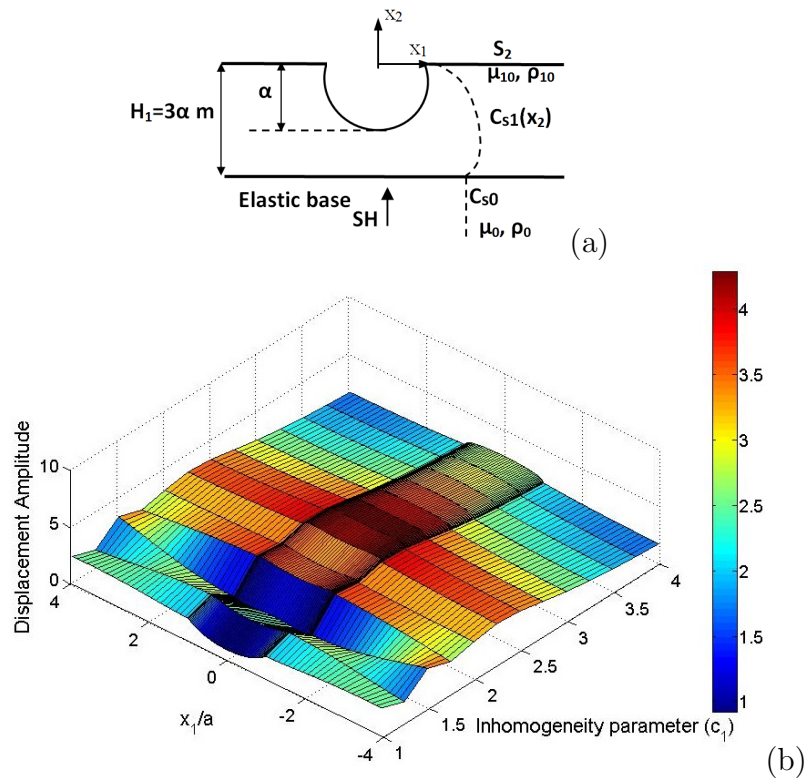 X₂
X₁
S₂
μ₁₀, ρ₁₀
α
H₁=3α m
C_S1(x₂)
Elastic base
C_S0
SH
μ₀, ρ₀
(a)
Displacement Amplitude
10
5
0
4
2
0
-2
-4
x₁/a
1
1.5
2
2.5
3
3.5
4
Inhomogeneity parameter (c₁)
4
3.5
3
2.5
2
1.5
1
(b)